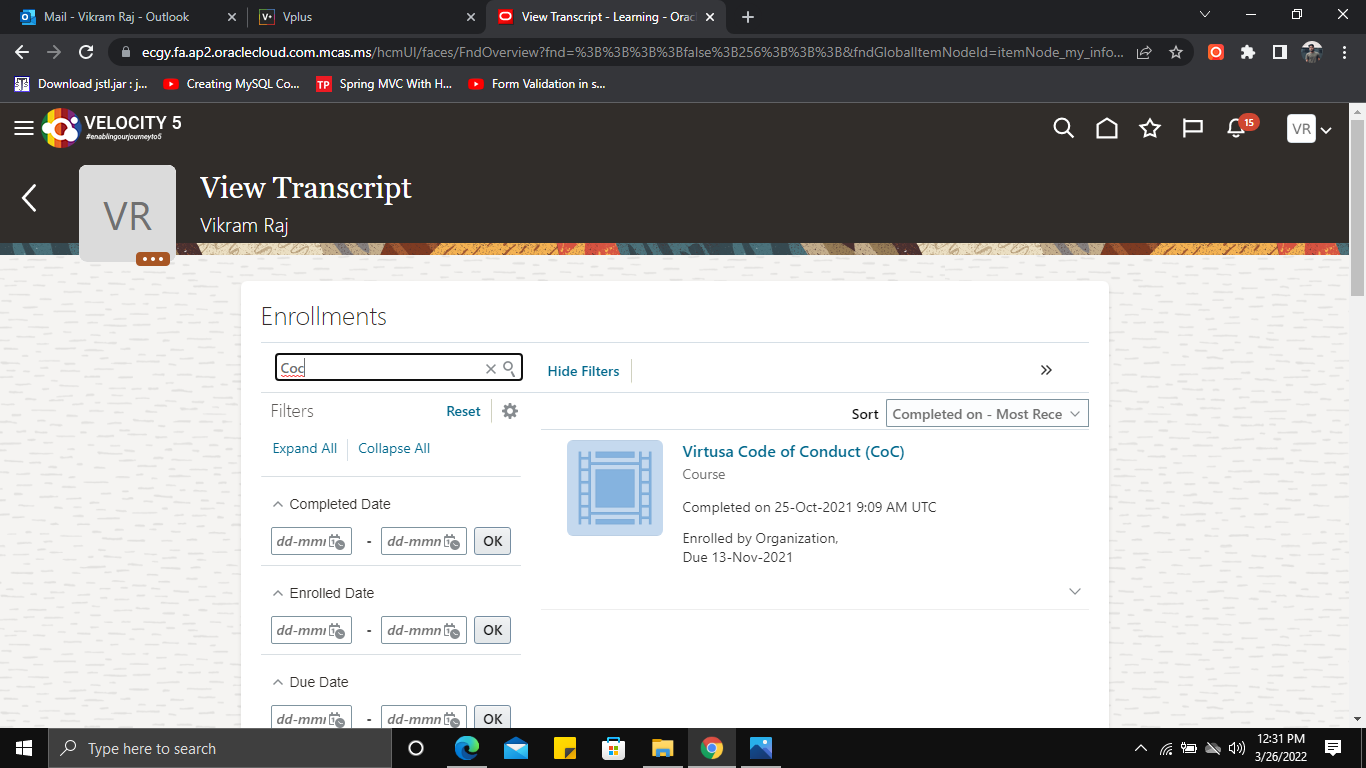 Mail - Vikram Raj - Outlook
Vplus
View Transcript - Learning - Orac
ecgy.fa.ap2.oraclecloud.com.mcas.ms/hcmUI/faces/FndOverview?fnd=%3B%3B%3B%3Bfalse%3B256%3B%3B%3B&fndGlobalItemNodeId=itemNode_my_info...
Download jstl.jar : j...
Creating MySQL Co...
TP
Spring MVC With H...
Form Validation in s...
VELOCITY 5
#enablingourjourneyto5
15
VR
VR
View Transcript
Vikram Raj
Enrollments
Coc
Hide Filters
Filters
Reset
Sort
Completed on - Most Rece
Expand All
Collapse All
Virtusa Code of Conduct (CoC)
Course
Completed Date
Completed on 25-Oct-2021 9:09 AM UTC
dd-mmı - dd-mmn OK
Enrolled by Organization,
Due 13-Nov-2021
Enrolled Date
dd-mmı - dd-mmn OK
Due Date
dd-mmı - dd-mmn OK
Type here to search
12:31 PM
3/26/2022